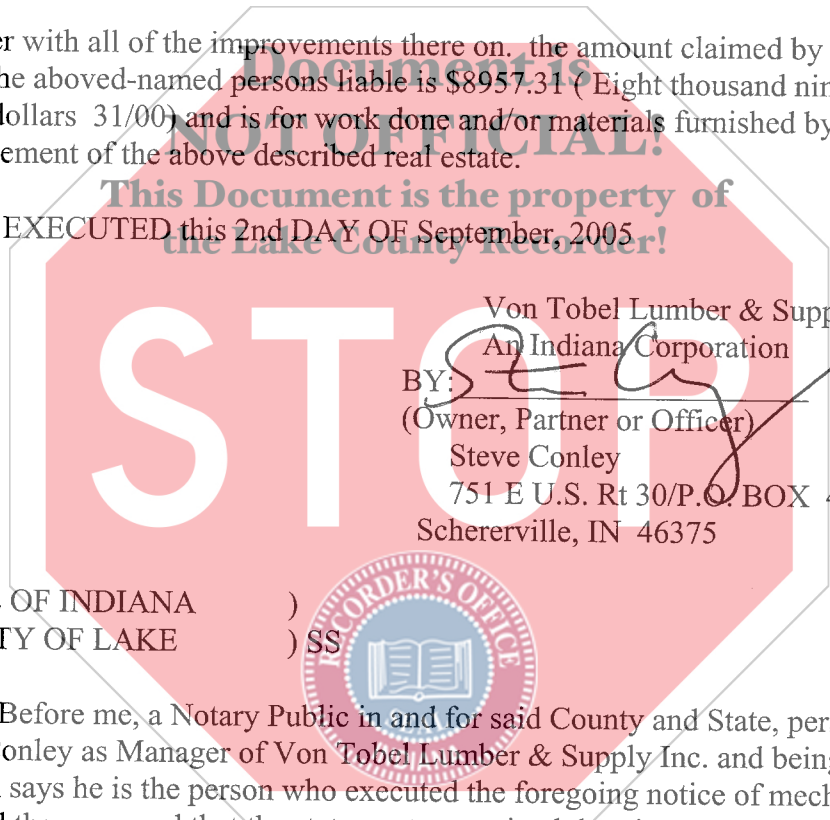 er with all of the improvements there on. the amount claimed by
Document is
he aboved-named persons liable is $8957.31 ( Eight thousand nin
NOT OFFICIAL!
dollars 31/00) and is for work done and/or materials furnished by
ement of the above described real estate.
This Document is the property of
the Lake County Recorder!
EXECUTED this 2nd DAY OF September, 2005
STOP
Von Tobel Lumber & Supp
An Indiana Corporation
BY:
(Owner, Partner or Officer)
Steve Conley
751 E U.S. Rt 30/P.O. BOX 4
Schererville, IN 46375
RECORDER'S OFFICE
OF INDIANA )
TY OF LAKE ) SS
Before me, a Notary Public in and for said County and State, per
Conley as Manager of Von Tobel Lumber & Supply Inc. and being
says he is the person who executed the foregoing notice of mech